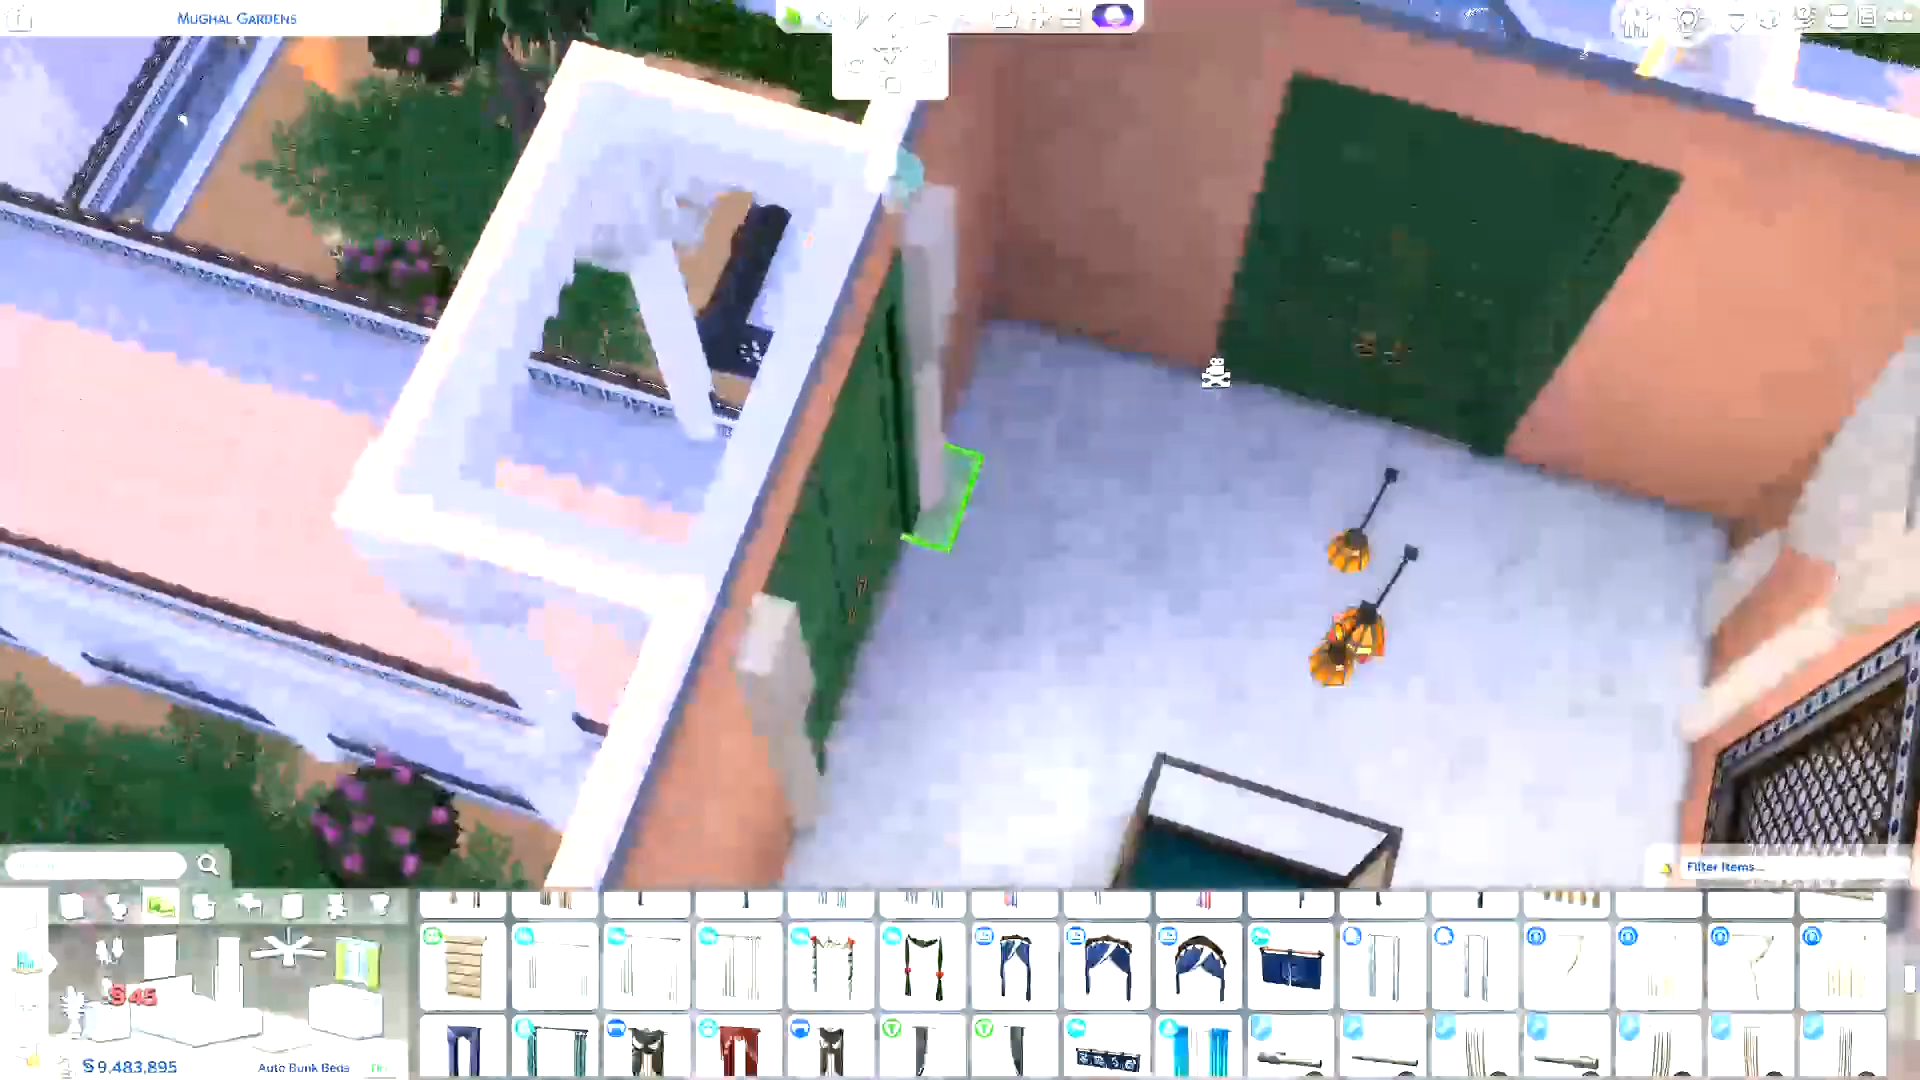 Mughal Gardens
Filter Items...
$45
§9,483,895
Auto Bunk Beds